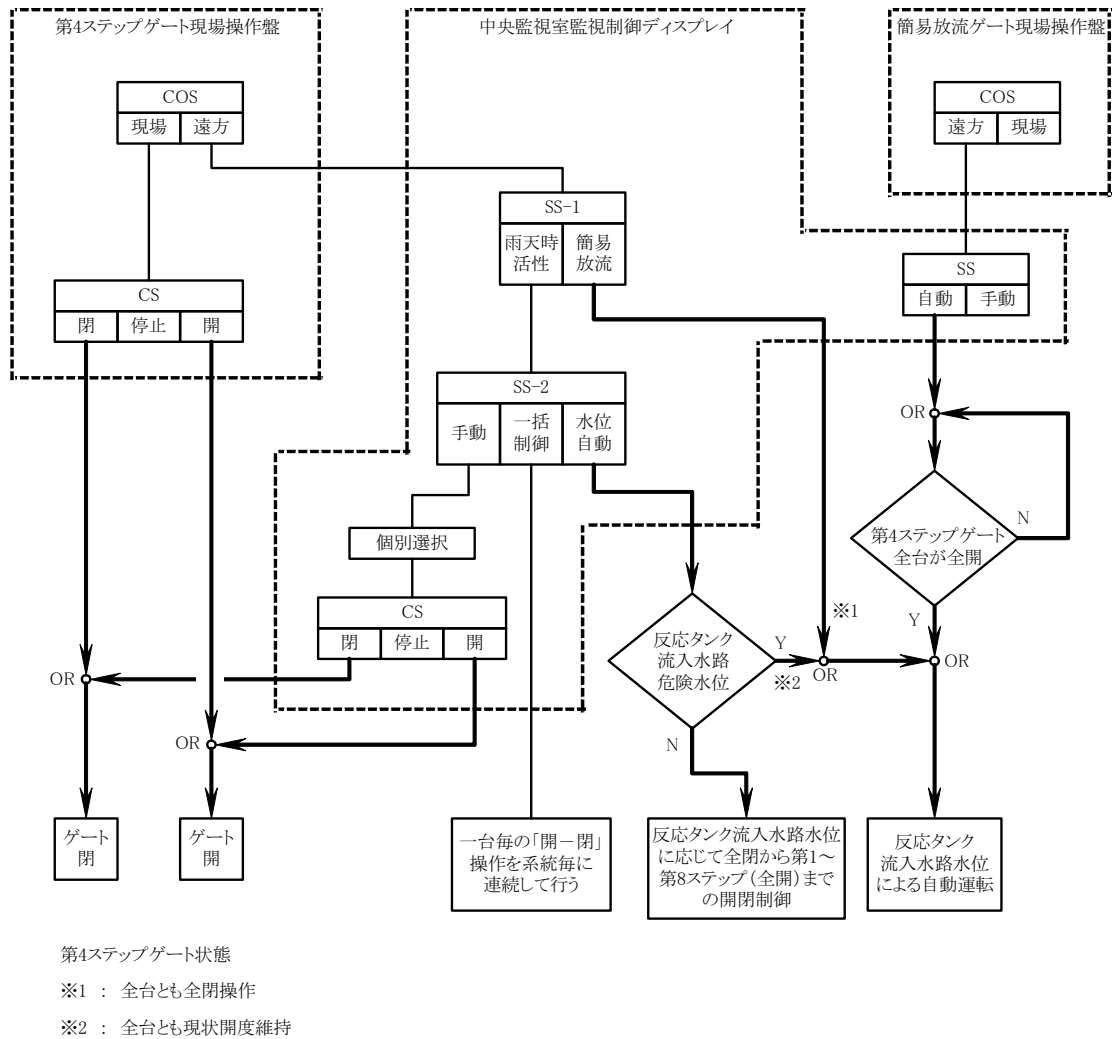 第4ステップゲート現場操作盤
中央監視室監視制御ディスプレイ
簡易放流ゲート現場操作盤
COS
現場
遠方
COS
遠方
現場
SS-1
雨天時
活性
簡易
放流
SS
自動
手動
CS
閉
停止
開
SS-2
手動
一括
制御
水位
自動
OR
個別選択
第4ステップゲート
全台が全開
N
Y
CS
閉
停止
開
反応タンク
流入水路
危険水位
Y
※1
※2
OR
OR
N
OR
OR
ゲート
閉
ゲート
開
一台毎の「開－閉」
操作を系統毎に
連続して行う
反応タンク流入水路水位
に応じて全閉から第1～
第8ステップ(全開)まで
の開閉制御
反応タンク
流入水路水位
による自動運転
第4ステップゲート状態
※1 ： 全台とも全閉操作
※2 ： 全台とも現状開度維持